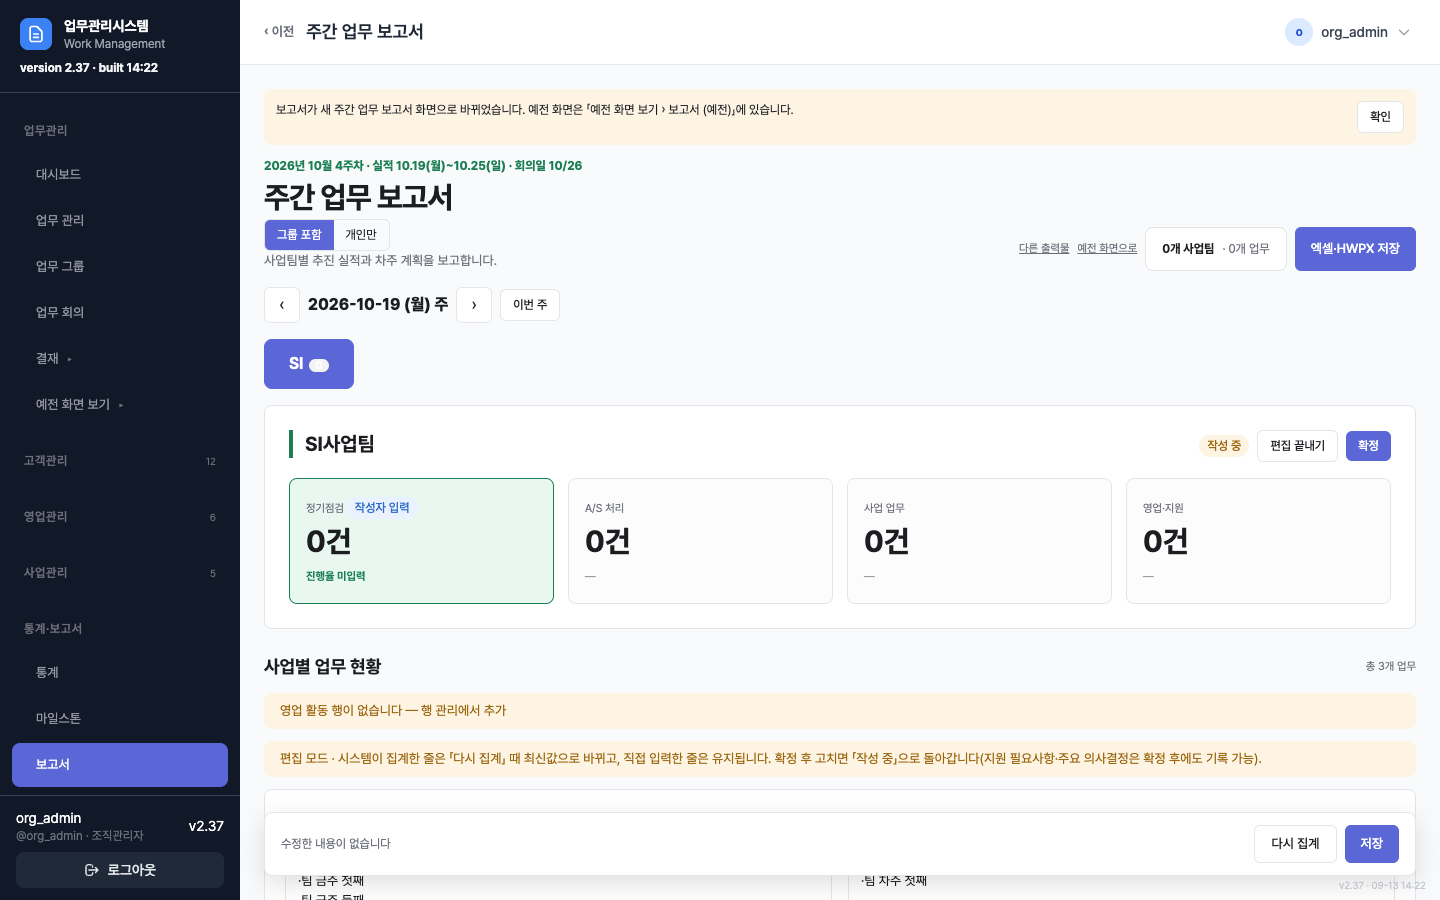 업무관리시스템
Work Management
version 2.37 · built 14:22
업무관리
대시보드
업무 관리
업무 그룹
업무 회의
결재 ▸
예전 화면 보기 ▸
고객관리 12
영업관리 6
사업관리 5
통계·보고서
통계
마일스톤
보고서
org_admin
@org_admin · 조직관리자
v2.37
로그아웃
‹ 이전 주간 업무 보고서
o org_admin
보고서가 새 주간 업무 보고서 화면으로 바뀌었습니다. 예전 화면은 「예전 화면 보기 › 보고서 (예전)」에 있습니다.
확인
2026년 10월 4주차 · 실적 10.19(월)~10.25(일) · 회의일 10/26
주간 업무 보고서
그룹 포함 개인만
사업팀별 추진 실적과 차주 계획을 보고합니다.
다른 출력물 예전 화면으로 0개 사업팀 · 0개 업무 엑셀·HWPX 저장
‹ 2026-10-19 (월) 주 › 이번 주
SI
SI사업팀
작성 중 편집 끝내기 확정
정기점검 작성자 입력
0건
진행율 미입력
A/S 처리
0건
—
사업 업무
0건
—
영업·지원
0건
—
사업별 업무 현황
총 3개 업무
영업 활동 행이 없습니다 — 행 관리에서 추가
편집 모드 · 시스템이 집계한 줄은 「다시 집계」 때 최신값으로 바뀌고, 직접 입력한 줄은 유지됩니다. 확정 후 고치면 「작성 중」으로 돌아갑니다(지원 필요사항·주요 의사결정은 확정 후에도 기록 가능).
수정한 내용이 없습니다
다시 집계 저장
·팀 금주 첫째
·팀 차주 첫째
·팀 금주 둘째
v2.37 · 09-13 14:22